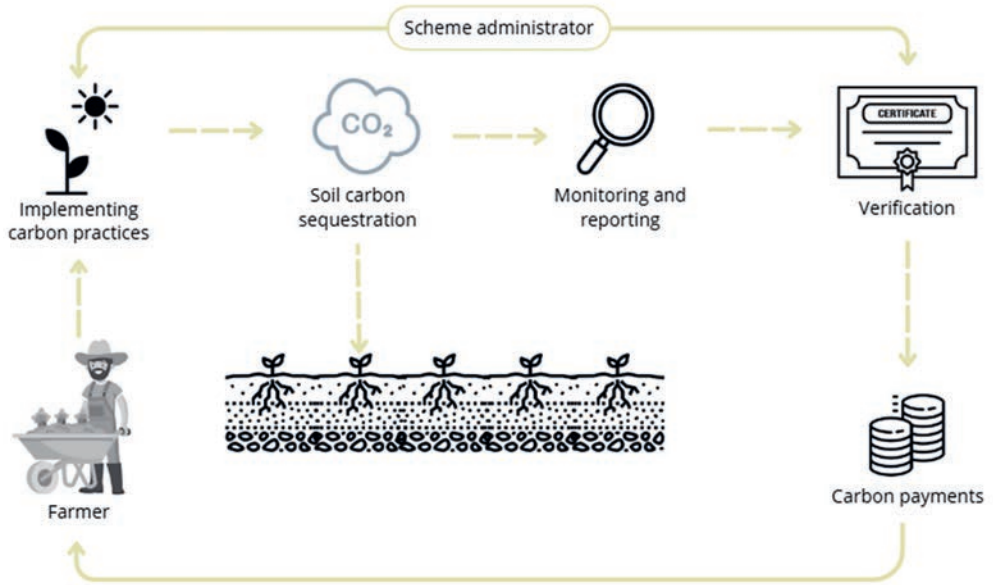 Scheme administrator
CO₂
CERTIFICATE
Implementing
carbon practices
Soil carbon
sequestration
Monitoring and
reporting
Verification
Farmer
Carbon payments